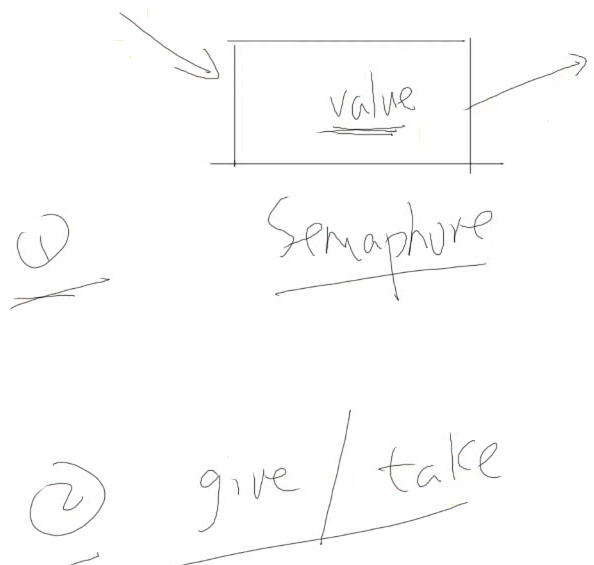 value
① Semaphore
② give / take